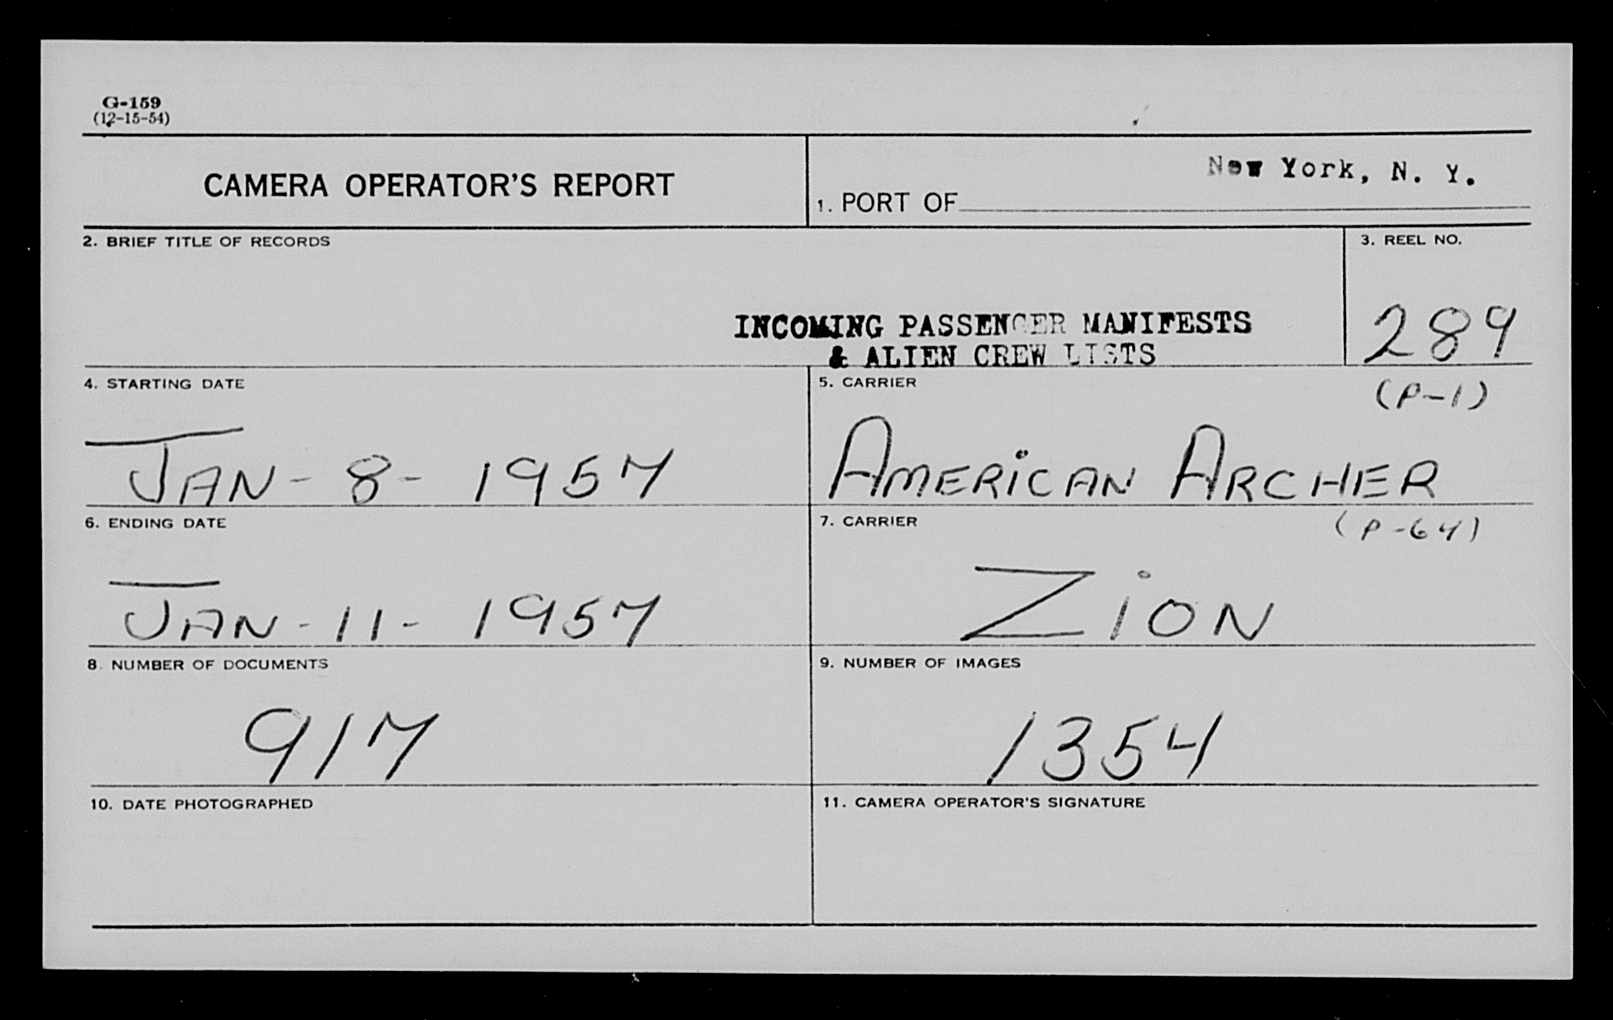 G-159
(12-15-54)
CAMERA OPERATOR'S REPORT
1. PORT OF New York, N. Y.
2. BRIEF TITLE OF RECORDS
INCOMING PASSENGER MANIFESTS
& ALIEN CREW LISTS
3. REEL NO.
289
4. STARTING DATE
JAN-8-1957
5. CARRIER
(P-1)
AMERICAN ARCHER
6. ENDING DATE
JAN-11-1957
7. CARRIER
(P-64)
ZION
8. NUMBER OF DOCUMENTS
917
9. NUMBER OF IMAGES
1354
10. DATE PHOTOGRAPHED
11. CAMERA OPERATOR'S SIGNATURE